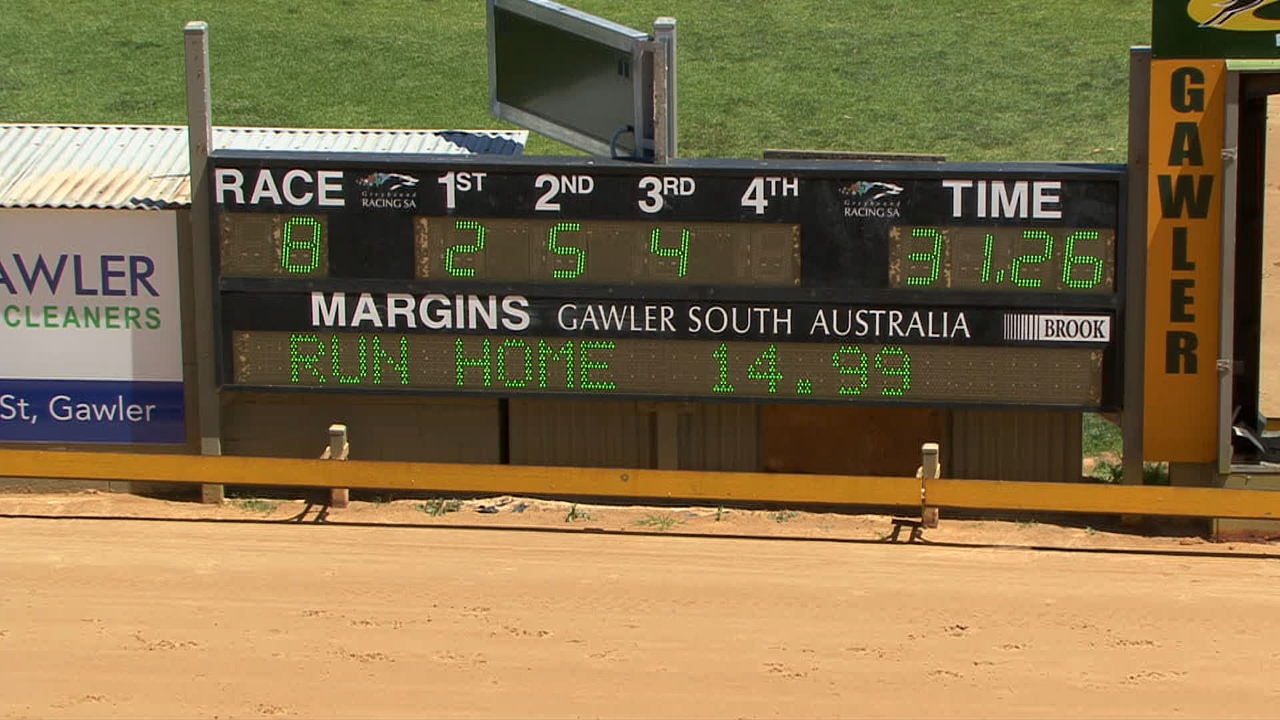 RACE Greyhound RACING SA 1ST 2ND 3RD 4TH Greyhound RACING SA TIME
8 2 5 4 31.26
MARGINS GAWLER SOUTH AUSTRALIA BROOK
RUN HOME 14.99
AWLER
CLEANERS
St, Gawler
GAWLER